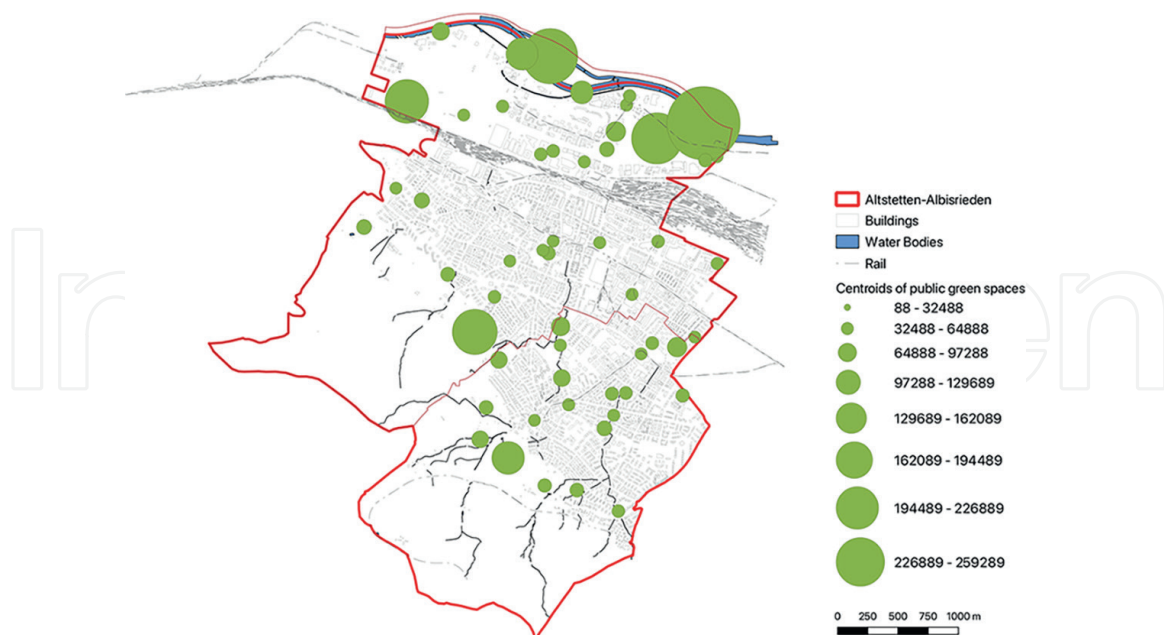 Altstetten-Albisrieden
Buildings
Water Bodies
Rail
Centroids of public green spaces
88 - 32488
32488 - 64888
64888 - 97288
97288 - 129689
129689 - 162089
162089 - 194489
194489 - 226889
226889 - 259289
0 250 500 750 1000 m